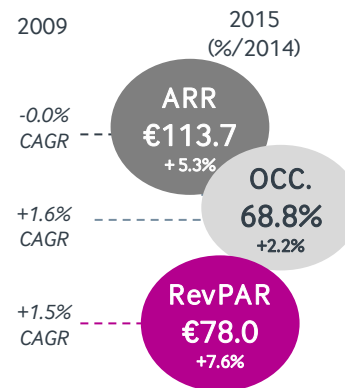 2009
2015
(%/2014)
ARR
€113.7
+ 5.3%
-0.0%
CAGR
OCC.
68.8%
+2.2%
+1.6%
CAGR
RevPAR
€78.0
+7.6%
+1.5%
CAGR